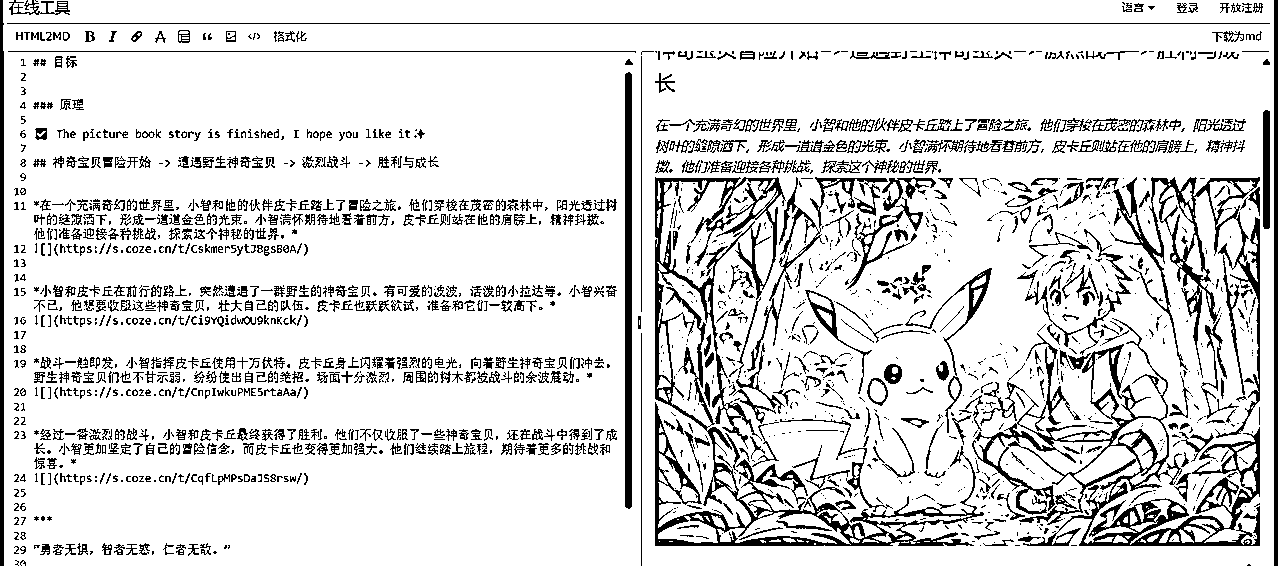 在线工具
语言 登录 开放注册
HTML2MD B I A “ </> 格式化
下载为md
1 ## 目标
2
3
4 ### 原理
5
6 ☑ The picture book story is finished, I hope you like it✨
7
8 ## 神奇宝贝冒险开始 -> 遭遇野生神奇宝贝 -> 激烈战斗 -> 胜利与成长
9
10
11 *在一个充满奇幻的世界里，小智和他的伙伴皮卡丘踏上了冒险之旅。他们穿梭在茂密的森林中，阳光透过树
叶的缝隙洒下，形成一道道金色的光束。小智满怀期待地看着前方，皮卡丘则站在他的肩膀上，精神抖擞。
他们准备迎接各种挑战，探索这个神秘的世界。*
12 ![](https://s.coze.cn/t/Cskmer5ytJ8gsB0A/)
13
14
15 *小智和皮卡丘在前行的路上，突然遭遇了一群野生的神奇宝贝。有可爱的波波，活泼的小拉达等。小智兴奋
不已，他想要收服这些神奇宝贝，壮大自己的队伍。皮卡丘也跃跃欲试，准备和它们一较高下。*
16 ![](https://s.coze.cn/t/Ci9YQidwOU9knKck/)
17
18
19 *战斗一触即发，小智指挥皮卡丘使用十万伏特。皮卡丘身上闪耀着强烈的电光，向着野生神奇宝贝们冲去。
野生神奇宝贝们也不甘示弱，纷纷使出自己的绝招。场面十分激烈，周围的树木都被战斗的余波震动。*
20 ![](https://s.coze.cn/t/CnpIwkuPME5rtaAa/)
21
22
23 *经过一番激烈的战斗，小智和皮卡丘最终获得了胜利。他们不仅收服了一些神奇宝贝，还在战斗中得到了成
长。小智更加坚定了自己的冒险信念，而皮卡丘也变得更加强大。他们继续踏上旅程，期待着更多的挑战和
惊喜。*
24 ![](https://s.coze.cn/t/CqfLpMPsDaJS8rsw/)
25
26
27 ***
28
29 “勇者无惧，智者无惑，仁者无敌。”
30
神奇宝贝冒险开始->遭遇野生神奇宝贝->激烈战斗->胜利与成
长
在一个充满奇幻的世界里，小智和他的伙伴皮卡丘踏上了冒险之旅。他们穿梭在茂密的森林中，阳光透过
树叶的缝隙洒下，形成一道道金色的光束。小智满怀期待地看着前方，皮卡丘则站在他的肩膀上，精神抖
擞。他们准备迎接各种挑战，探索这个神秘的世界。